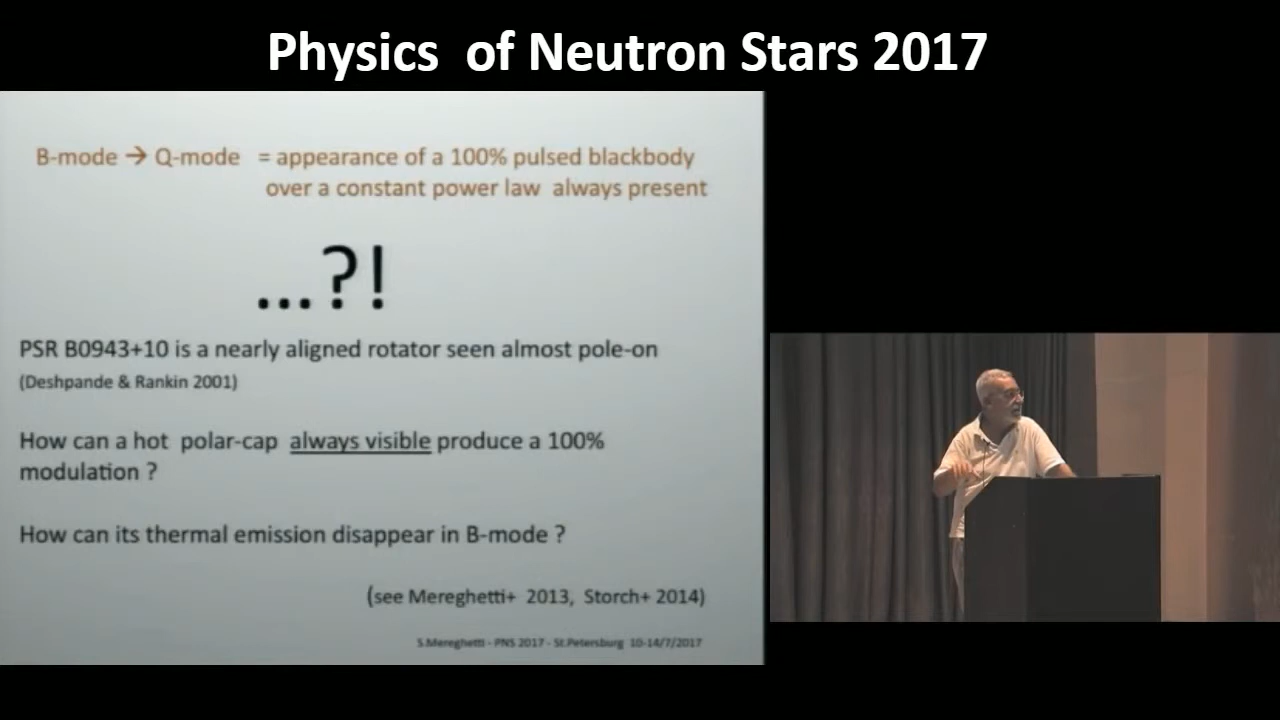 Physics of Neutron Stars 2017
B-mode → Q-mode = appearance of a 100% pulsed blackbody
over a constant power law always present
...?!
PSR B0943+10 is a nearly aligned rotator seen almost pole-on
(Deshpande & Rankin 2001)
How can a hot polar-cap always visible produce a 100%
modulation ?
How can its thermal emission disappear in B-mode ?
(see Mereghetti+ 2013, Storch+ 2014)
S.Mereghetti - PNS 2017 - St.Petersburg 10-14/7/2017